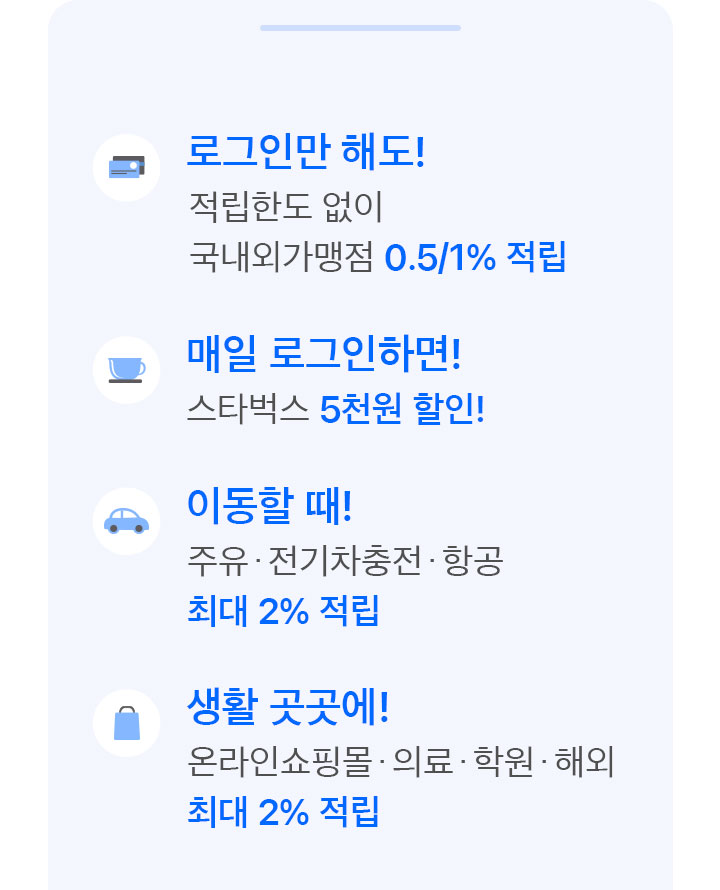 로그인만 해도!
적립한도 없이
국내외가맹점 0.5/1% 적립
매일 로그인하면!
스타벅스 5천원 할인!
이동할 때!
주유·전기차충전·항공
최대 2% 적립
생활 곳곳에!
온라인쇼핑몰·의료·학원·해외
최대 2% 적립